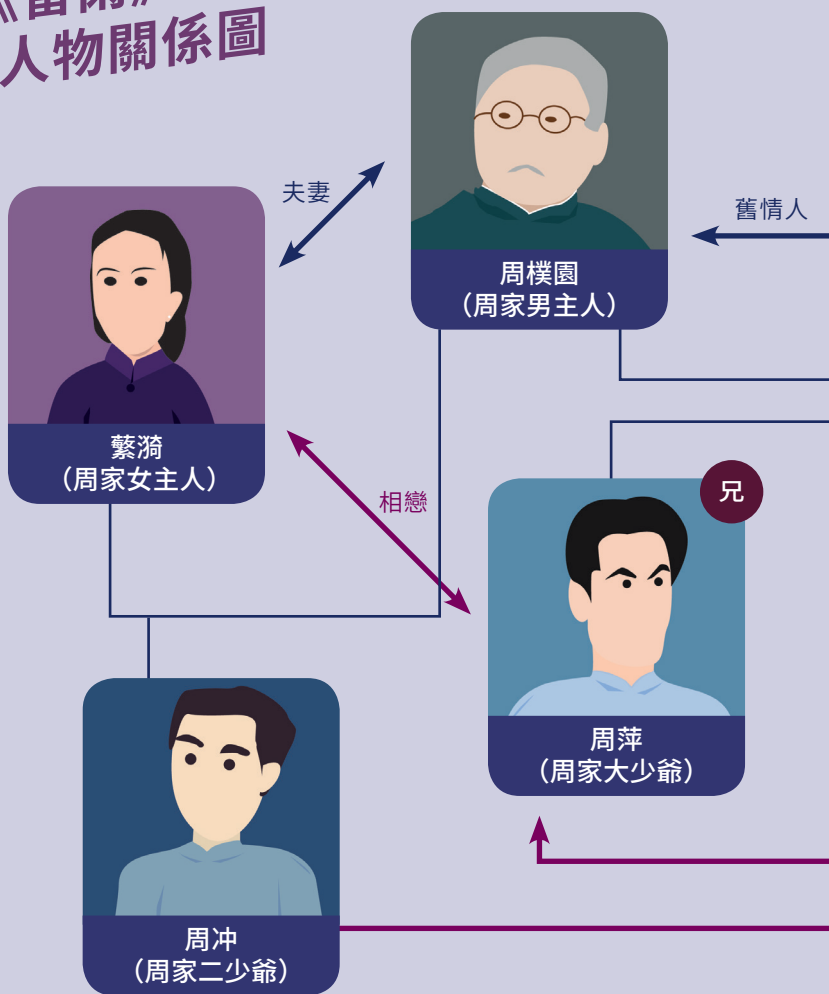 《雷雨》
人物關係圖
夫妻
舊情人
周樸園
（周家男主人）
蘩漪
（周家女主人）
相戀
兄
周萍
（周家大少爺）
周冲
（周家二少爺）